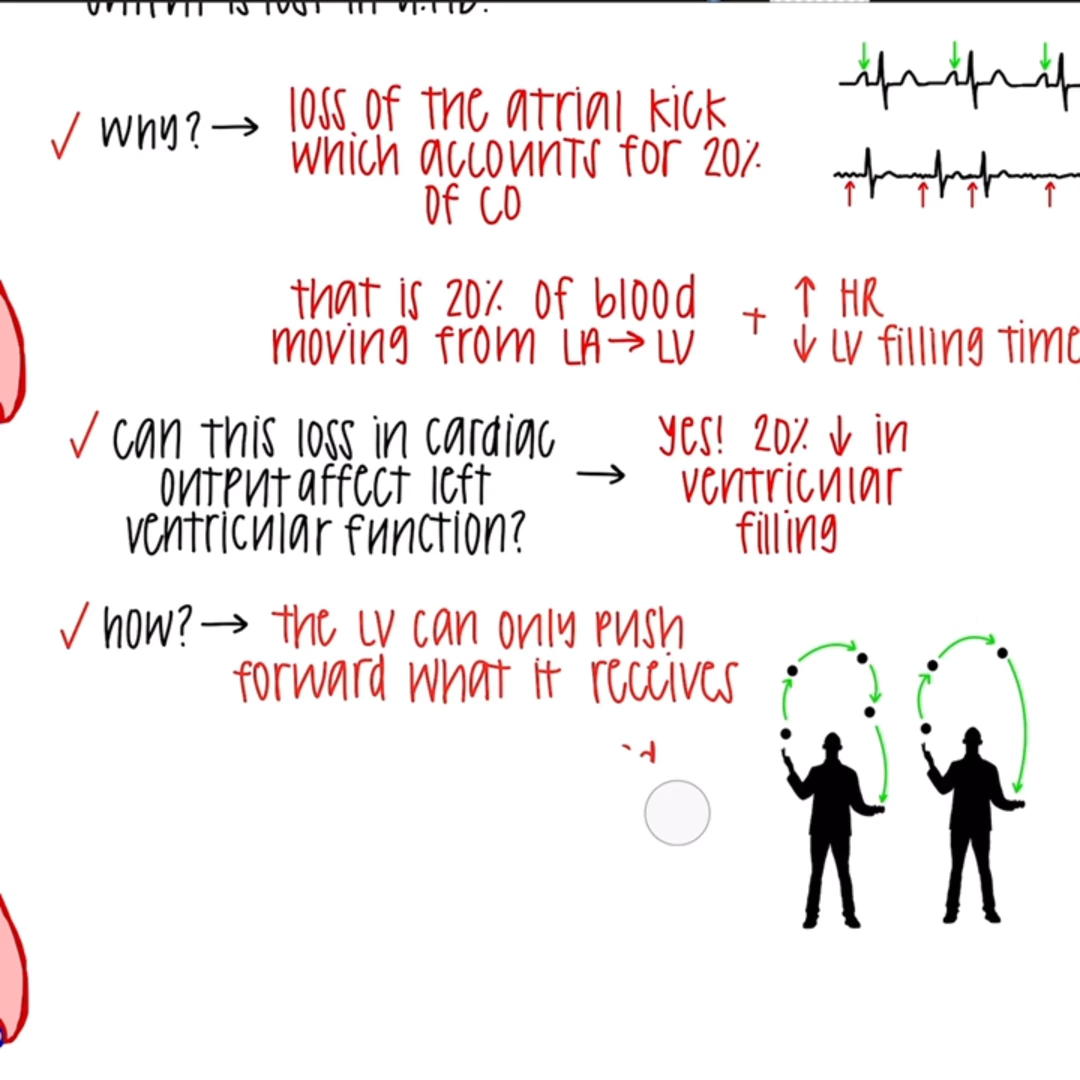 why? → loss of the atrial kick
which accounts for 20%
of CO
that is 20% of blood
moving from LA → LV
+ ↑ HR
↓ LV filling time
can this loss in cardiac
output affect left
ventricular function?
→ yes! 20% ↓ in
ventricular
filling
how? → the LV can only push
forward what it receives